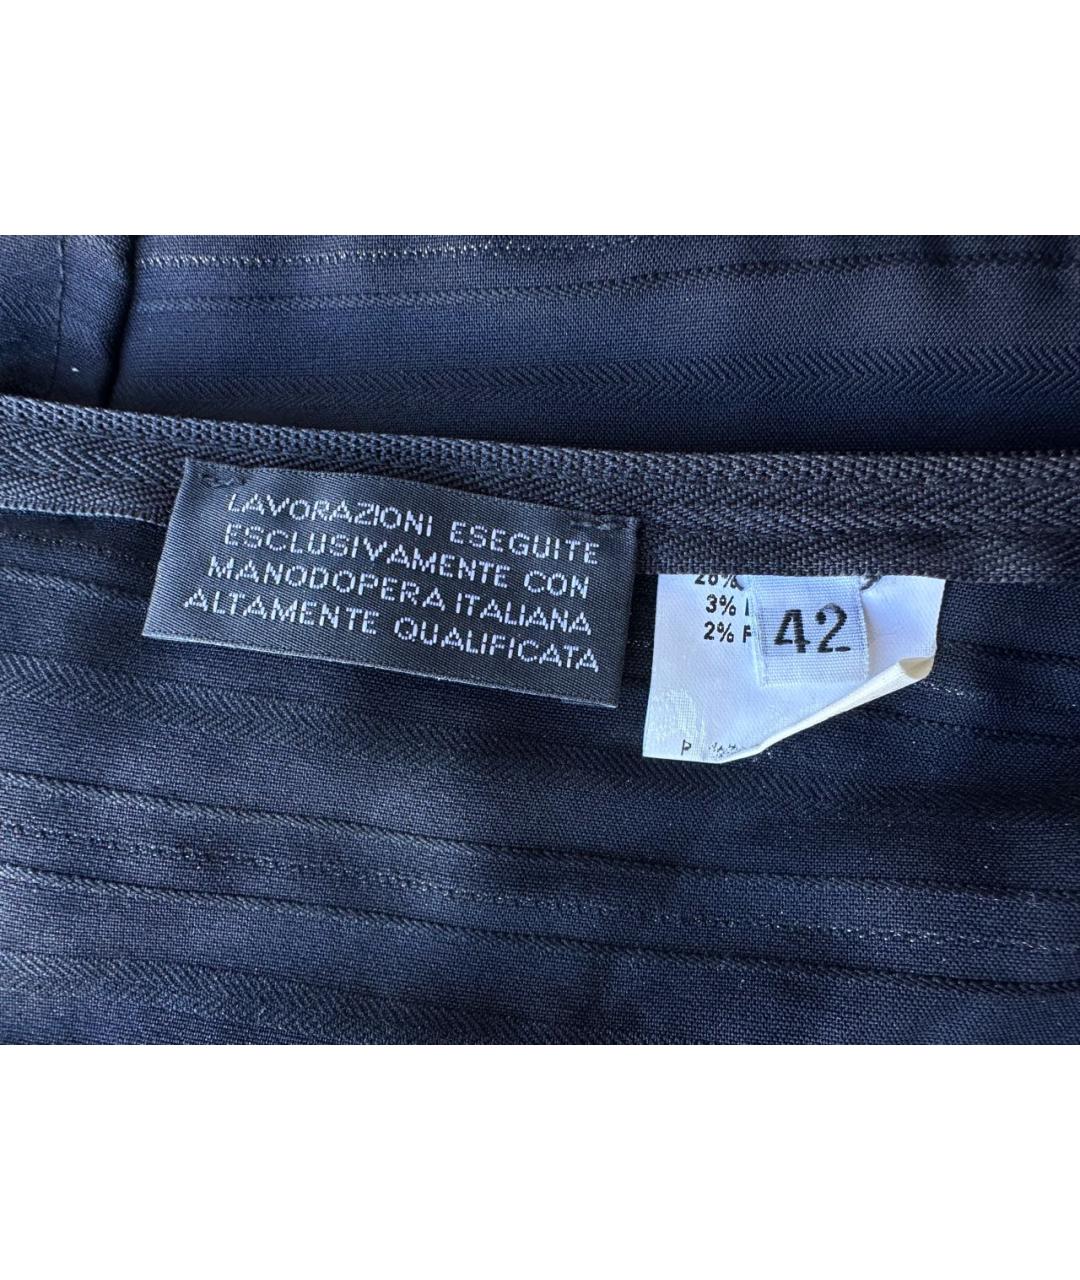 LAVORAZIONI ESEGUITE
ESCLUSIVAMENTE CON
MANODOPERA ITALIANA
ALTAMENTE QUALIFICATA
3%
2%
42
P